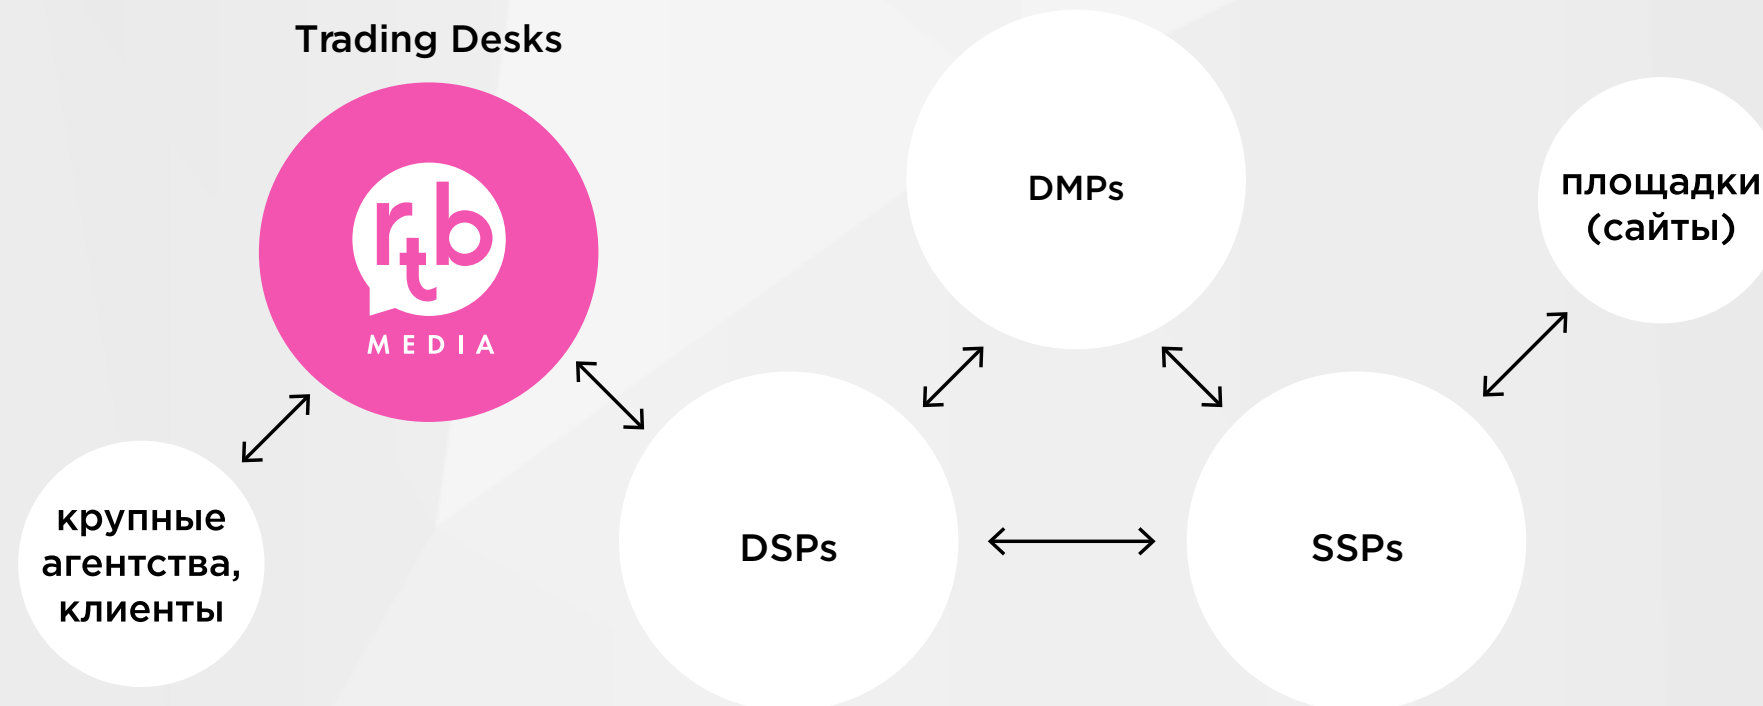 Trading Desks
rtb
MEDIA
DMPs
площадки
(сайты)
крупные
агентства,
клиенты
DSPs
SSPs